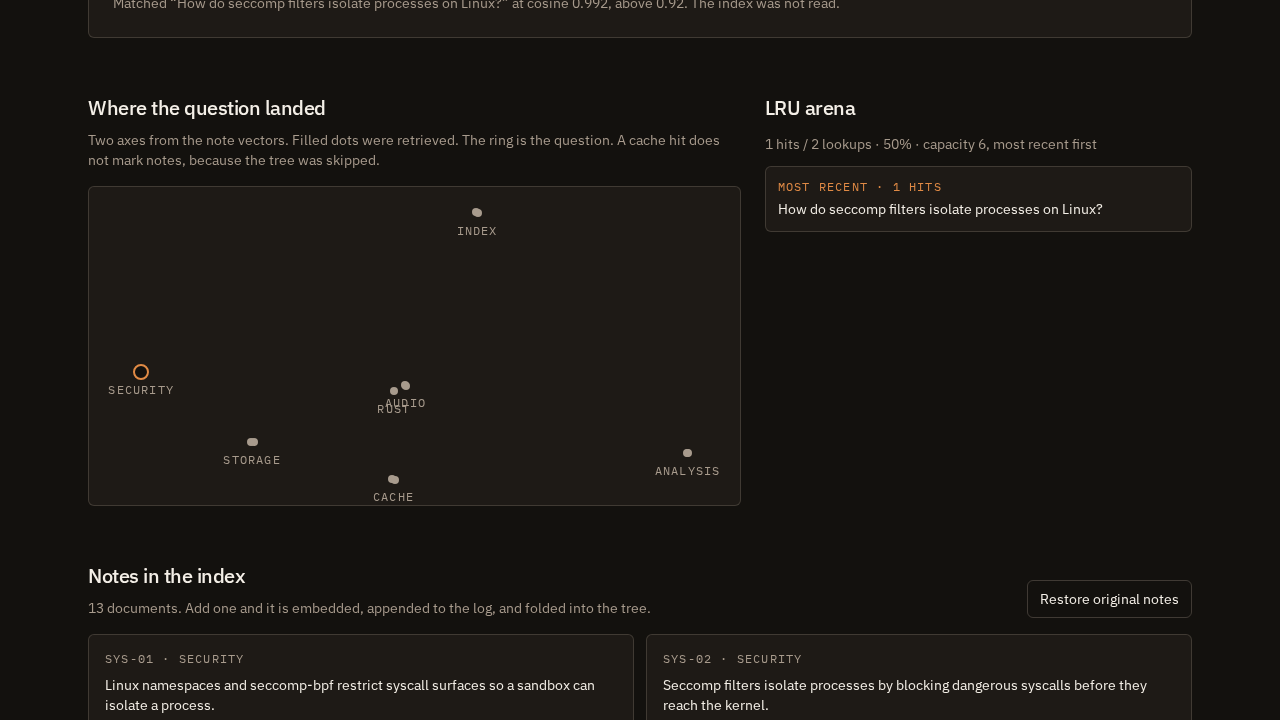 Matched “How do seccomp filters isolate processes on Linux?” at cosine 0.992, above 0.92. The index was not read.
Where the question landed
Two axes from the note vectors. Filled dots were retrieved. The ring is the question. A cache hit does
not mark notes, because the tree was skipped.
INDEX
SECURITY
AUDIO
RUST
STORAGE
ANALYSIS
CACHE
LRU arena
1 hits / 2 lookups · 50% · capacity 6, most recent first
MOST RECENT · 1 HITS
How do seccomp filters isolate processes on Linux?
Notes in the index
13 documents. Add one and it is embedded, appended to the log, and folded into the tree.
Restore original notes
SYS-01 · SECURITY
Linux namespaces and seccomp-bpf restrict syscall surfaces so a sandbox can
isolate a process.
SYS-02 · SECURITY
Seccomp filters isolate processes by blocking dangerous syscalls before they
reach the kernel.